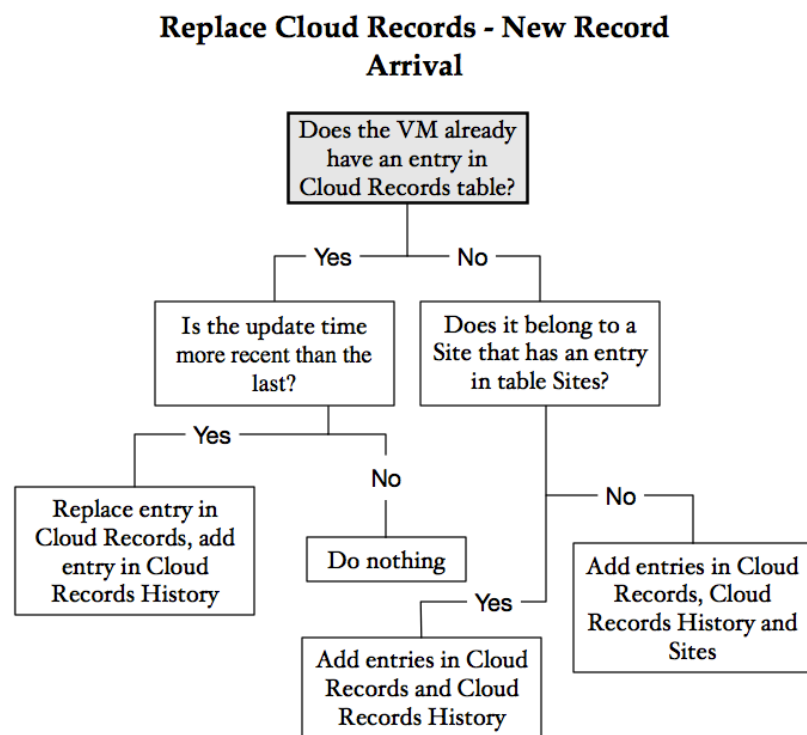 Replace Cloud Records - New Record
Arrival
Does the VM already
have an entry in
Cloud Records table?
Yes
No
Is the update time
more recent than the
last?
Does it belong to a
Site that has an entry
in table Sites?
Yes
No
No
Replace entry in
Cloud Records, add
entry in Cloud
Records History
Do nothing
Add entries in Cloud
Records, Cloud
Records History and
Sites
Yes
Add entries in Cloud
Records and Cloud
Records History